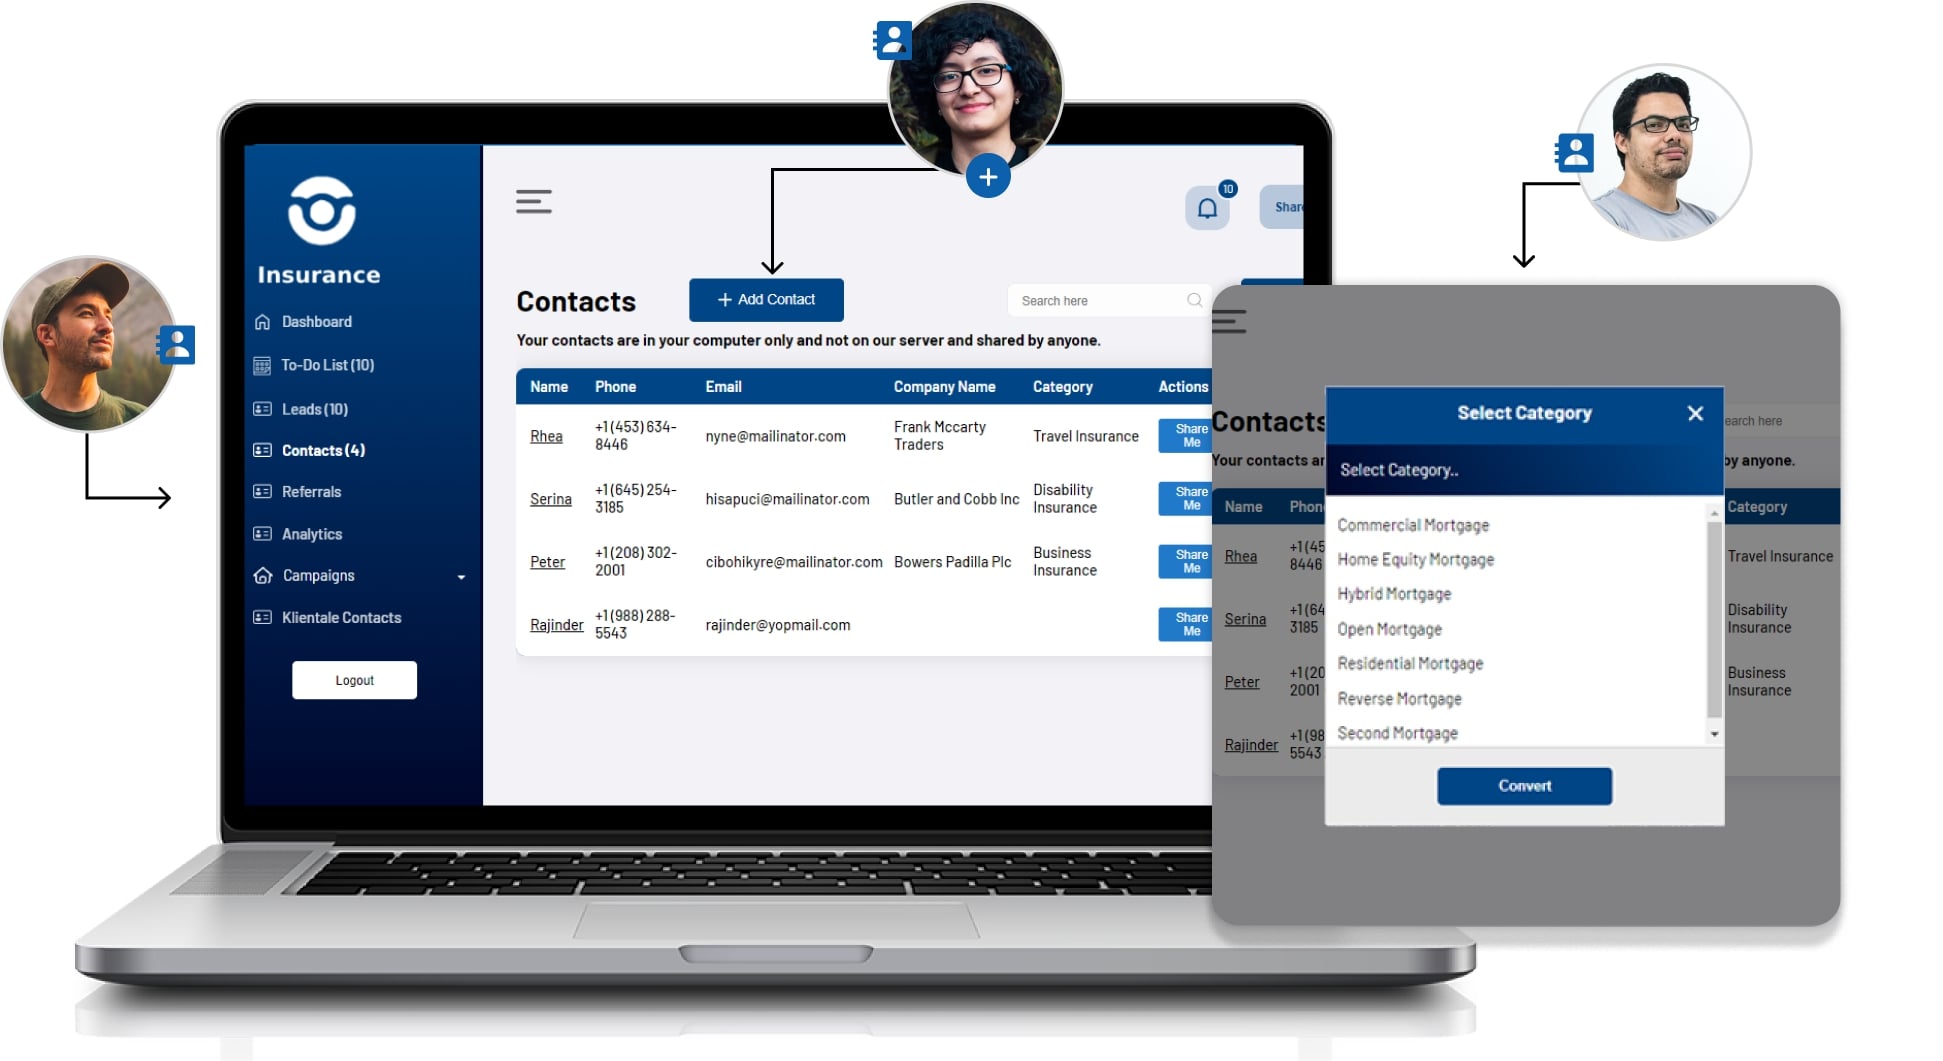 Insurance
Dashboard
To-Do List (10)
Leads (10)
Contacts (4)
Referrals
Analytics
Campaigns
Klientale Contacts
Logout
10
Share
Contacts
+ Add Contact
Search here
Your contacts are in your computer only and not on our server and shared by anyone.
Name Phone Email Company Name Category Actions
Rhea +1 (453) 634-8446 nyne@mailinator.com Frank Mccarty Traders Travel Insurance Share Me
Serina +1 (645) 254-3185 hisapuci@mailinator.com Butler and Cobb Inc Disability Insurance Share Me
Peter +1 (208) 302-2001 cibohikyre@mailinator.com Bowers Padilla Plc Business Insurance Share Me
Rajinder +1 (988) 288-5543 rajinder@yopmail.com Share Me
Contacts
earch here
Your contacts ar
by anyone.
Name Phon Category
Rhea +1 (45 8446 Travel Insurance
Serina +1 (64 3185 Disability Insurance
Peter +1 (20 2001 Business Insurance
Rajinder +1 (98 5543
Select Category
Select Category..
Commercial Mortgage
Home Equity Mortgage
Hybrid Mortgage
Open Mortgage
Residential Mortgage
Reverse Mortgage
Second Mortgage
Convert